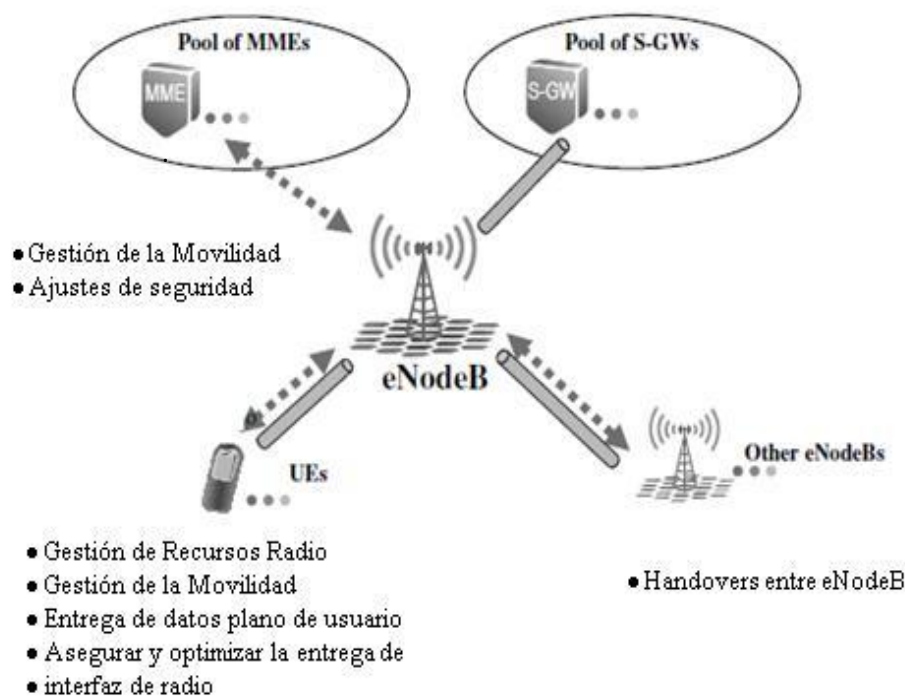 Pool of MMEs
Pool of S-GWs
MME
S-GW
● Gestión de la Movilidad
● Ajustes de seguridad
eNodeB
UEs
Other eNodeBs
● Gestión de Recursos Radio
● Gestión de la Movilidad
● Entrega de datos plano de usuario
● Asegurar y optimizar la entrega de
● interfaz de radio
● Handovers entre eNodeB